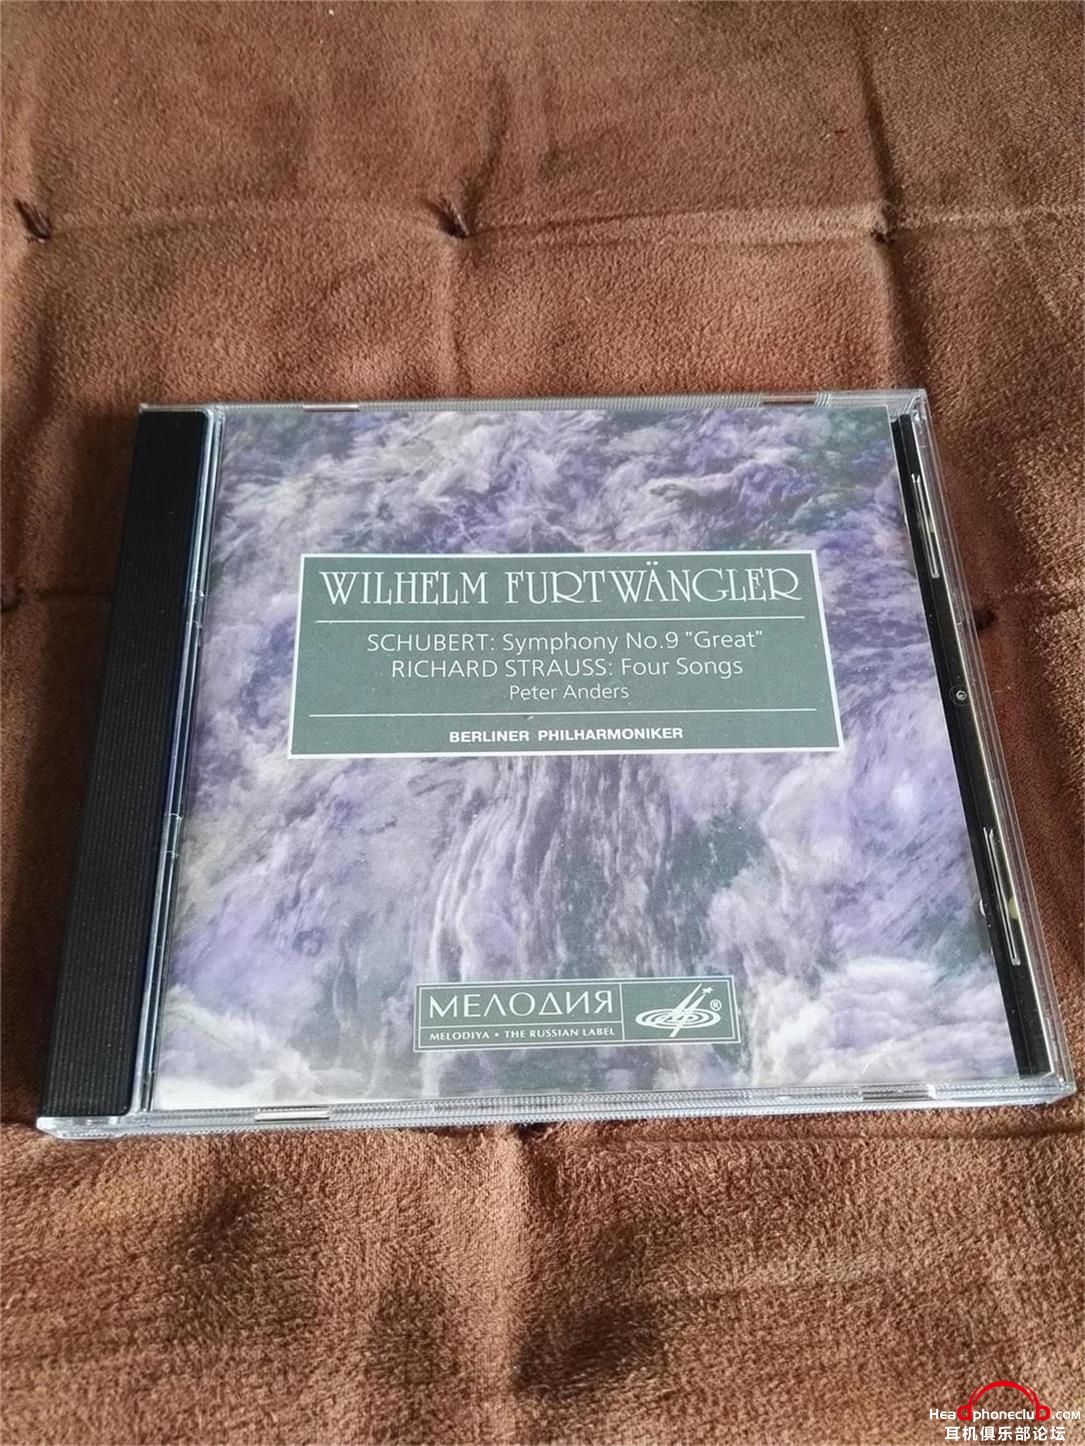 WILHELM FURTWÄNGLER
SCHUBERT: Symphony No.9 "Great"
RICHARD STRAUSS: Four Songs
Peter Anders
BERLINER PHILHARMONIKER
МЕЛОДИЯ
MELODIYA • THE RUSSIAN LABEL
®
HeadphonecluD.com
耳机俱乐部论坛